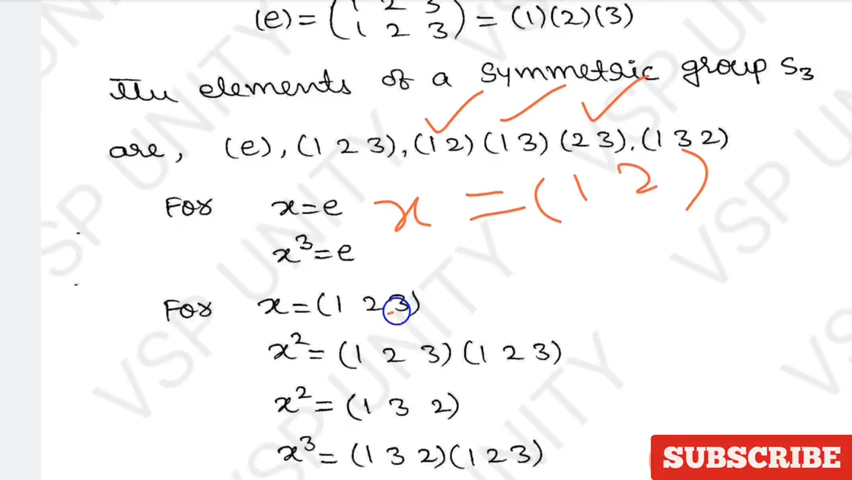 (e) = (1 2 3 / 1 2 3) = (1)(2)(3)
The elements of a symmetric group S3
are, (e), (1 2 3), (1 2) (1 3) (2 3), (1 3 2)
For x=e x = (1 2)
x³=e
For x=(1 2 3)
x²= (1 2 3)(1 2 3)
x²= (1 3 2)
x³= (1 3 2)(1 2 3)
SUBSCRIBE
VSP UNITY